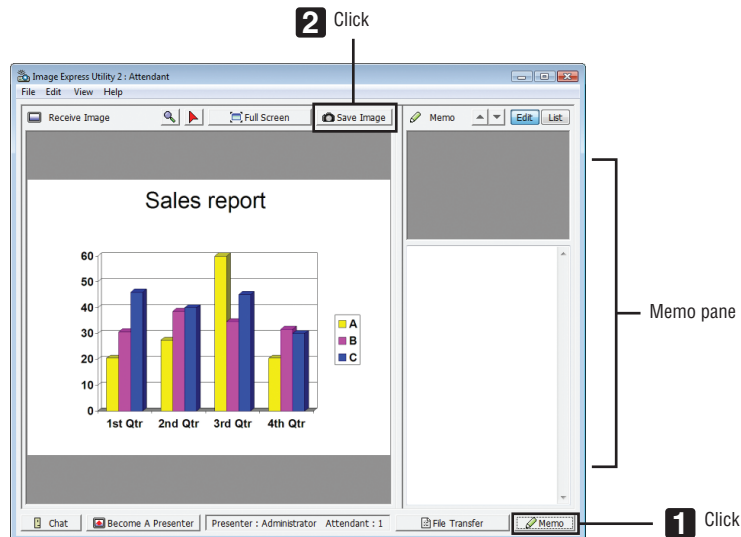 2 Click
Image Express Utility 2 : Attendant
File Edit View Help
Receive Image Full Screen Save Image Memo Edit List
Sales report
60
50
40
30
20
10
0
1st Qtr 2nd Qtr 3rd Qtr 4th Qtr
A
B
C
Memo pane
Chat Become A Presenter Presenter : Administrator Attendant : 1 File Transfer Memo
1 Click